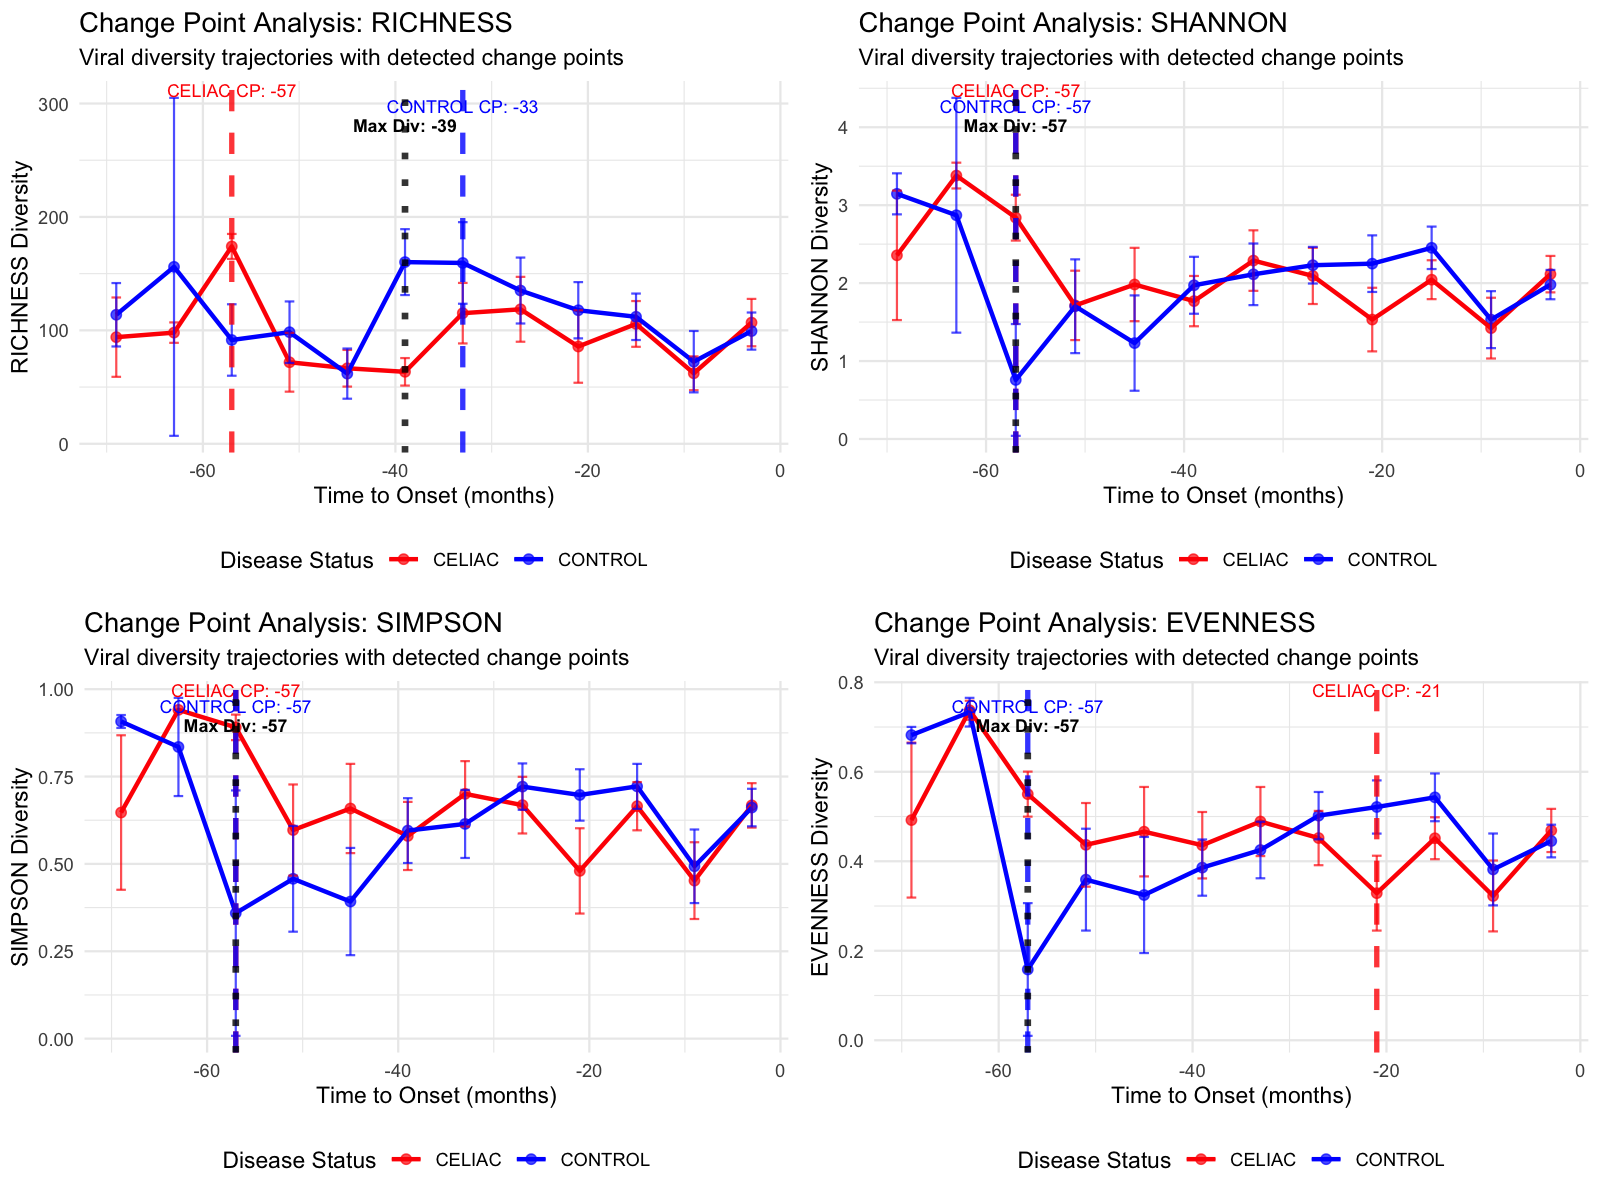 Change Point Analysis: RICHNESS
Viral diversity trajectories with detected change points
CELIAC CP: -57
CONTROL CP: -33
Max Div: -39
300
200
100
0
RICHNESS Diversity
-60
-40
-20
0
Time to Onset (months)
Disease Status
CELIAC
CONTROL
Change Point Analysis: SHANNON
Viral diversity trajectories with detected change points
CELIAC CP: -57
CONTROL CP: -57
Max Div: -57
4
3
2
1
0
SHANNON Diversity
-60
-40
-20
0
Time to Onset (months)
Disease Status
CELIAC
CONTROL
Change Point Analysis: SIMPSON
Viral diversity trajectories with detected change points
CELIAC CP: -57
CONTROL CP: -57
Max Div: -57
1.00
0.75
0.50
0.25
0.00
SIMPSON Diversity
-60
-40
-20
0
Time to Onset (months)
Disease Status
CELIAC
CONTROL
Change Point Analysis: EVENNESS
Viral diversity trajectories with detected change points
CELIAC CP: -21
CONTROL CP: -57
Max Div: -57
0.8
0.6
0.4
0.2
0.0
EVENNESS Diversity
-60
-40
-20
0
Time to Onset (months)
Disease Status
CELIAC
CONTROL